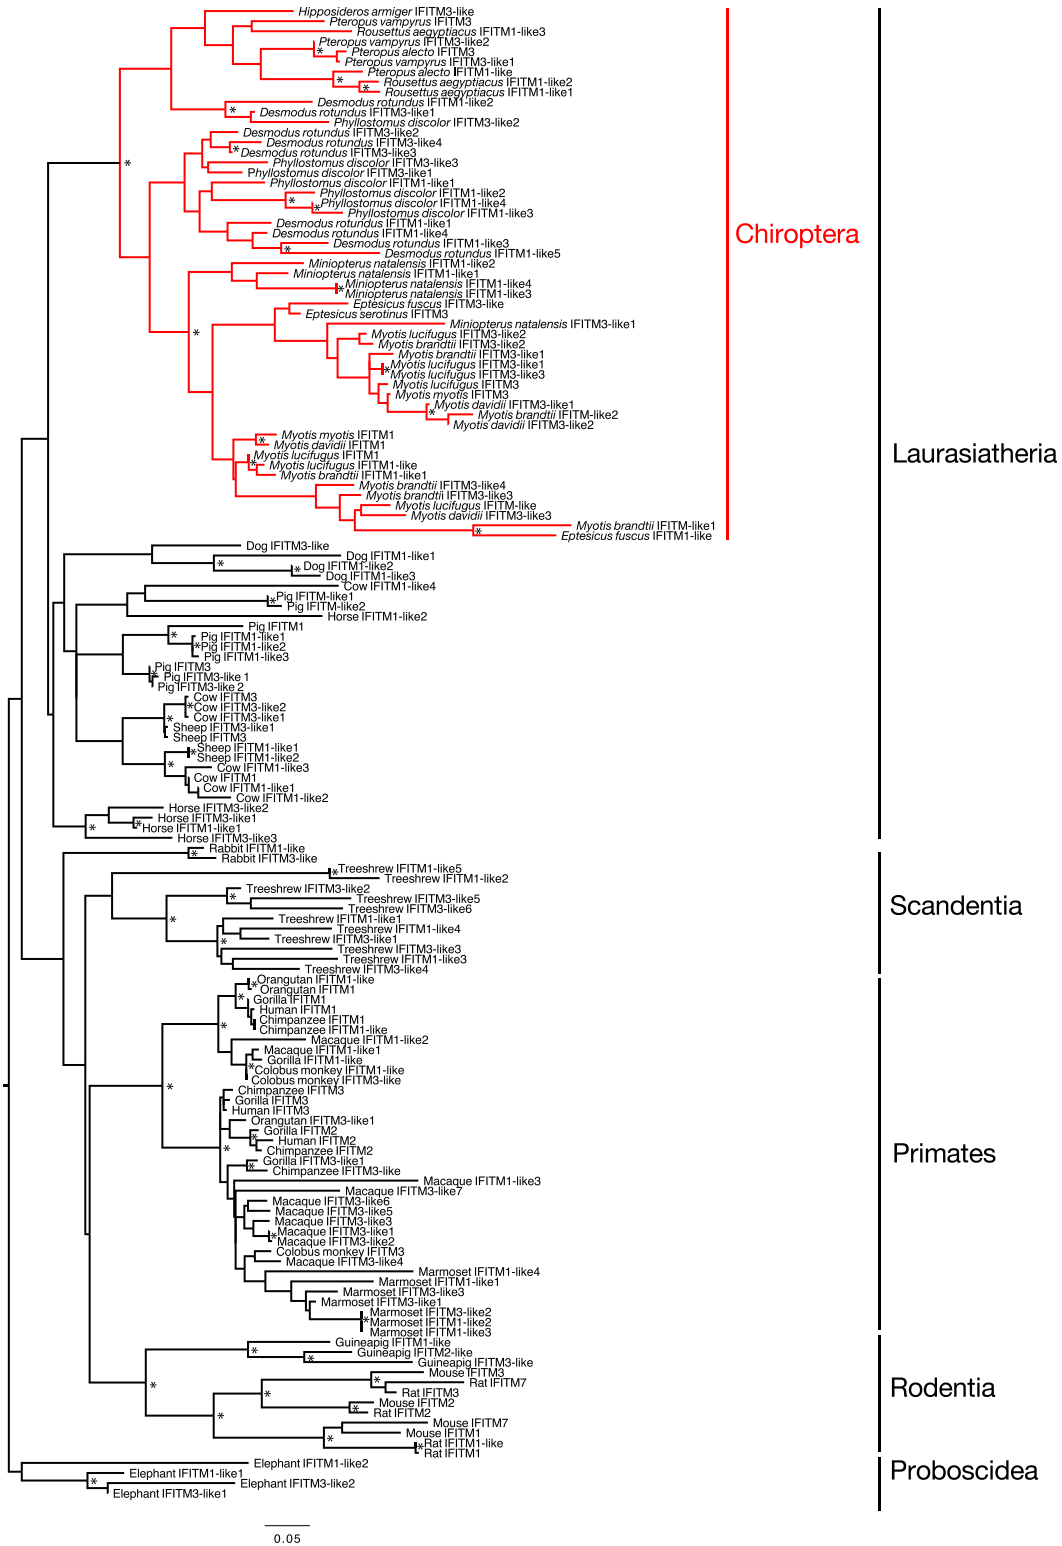 Hipposideros armiger IFITM3-like
Pteropus vampyrus IFITM3
Rousettus aegyptiacus IFITM1-like3
Pteropus vampyrus IFITM3-like2
* Pteropus alecto IFITM3
Pteropus vampyrus IFITM3-like1
Pteropus alecto IFITM1-like
* Rousettus aegyptiacus IFITM1-like2
* Rousettus aegyptiacus IFITM1-like1
Desmodus rotundus IFITM1-like2
* Desmodus rotundus IFITM3-like1
Phyllostomus discolor IFITM3-like2
Desmodus rotundus IFITM3-like2
Desmodus rotundus IFITM3-like4
* Desmodus rotundus IFITM3-like3
* Phyllostomus discolor IFITM3-like3
Phyllostomus discolor IFITM3-like1
Phyllostomus discolor IFITM1-like1
Phyllostomus discolor IFITM1-like2
* Phyllostomus discolor IFITM1-like4
* Phyllostomus discolor IFITM1-like3
Desmodus rotundus IFITM1-like1
Desmodus rotundus IFITM1-like4
Chiroptera
Desmodus rotundus IFITM1-like3
* Desmodus rotundus IFITM1-like5
Miniopterus natalensis IFITM1-like2
Miniopterus natalensis IFITM1-like1
* Miniopterus natalensis IFITM1-like4
Miniopterus natalensis IFITM1-like3
Eptesicus fuscus IFITM3-like
Eptesicus serotinus IFITM3
Miniopterus natalensis IFITM3-like1
* Myotis lucifugus IFITM3-like2
Myotis brandtii IFITM3-like2
Myotis brandtii IFITM3-like1
* Myotis lucifugus IFITM3-like1
Myotis lucifugus IFITM3-like3
Myotis lucifugus IFITM3
Myotis myotis IFITM3
Myotis davidii IFITM3-like1
* Myotis brandtii IFITM-like2
Myotis davidii IFITM3-like2
Myotis myotis IFITM1
* Myotis davidii IFITM1
Myotis lucifugus IFITM1
Laurasiatheria
* Myotis lucifugus IFITM1-like
Myotis brandtii IFITM1-like1
Myotis brandtii IFITM3-like4
Myotis brandtii IFITM3-like3
Myotis lucifugus IFITM-like
Myotis davidii IFITM3-like3
Myotis brandtii IFITM-like1
* Eptesicus fuscus IFITM1-like
Dog IFITM3-like
Dog IFITM1-like1
* Dog IFITM1-like2
* Dog IFITM1-like3
Cow IFITM1-like4
* Pig IFITM-like1
Pig IFITM-like2
Horse IFITM1-like2
Pig IFITM1
* Pig IFITM1-like1
* Pig IFITM1-like2
Pig IFITM1-like3
Pig IFITM3
* Pig IFITM3-like 1
Pig IFITM3-like 2
Cow IFITM3
* Cow IFITM3-like2
* Cow IFITM3-like1
Sheep IFITM3-like1
Sheep IFITM3
* Sheep IFITM1-like1
Sheep IFITM1-like2
* Cow IFITM1-like3
Cow IFITM1
Cow IFITM1-like1
Cow IFITM1-like2
Horse IFITM3-like2
Horse IFITM3-like1
* * Horse IFITM1-like1
Horse IFITM3-like3
Rabbit IFITM1-like
* Rabbit IFITM3-like
* Treeshrew IFITM1-like5
Treeshrew IFITM1-like2
Treeshrew IFITM3-like2
* Treeshrew IFITM3-like5
Scandentia
Treeshrew IFITM3-like6
* Treeshrew IFITM1-like1
Treeshrew IFITM1-like4
* Treeshrew IFITM3-like1
Treeshrew IFITM3-like3
Treeshrew IFITM1-like3
Treeshrew IFITM3-like4
Orangutan IFITM1-like
* Orangutan IFITM1
* Gorilla IFITM1
Human IFITM1
* Chimpanzee IFITM1
Chimpanzee IFITM1-like
Macaque IFITM1-like2
Macaque IFITM1-like1
Gorilla IFITM1-like
* Colobus monkey IFITM1-like
Colobus monkey IFITM3-like
* Chimpanzee IFITM3
Gorilla IFITM3
Human IFITM3
Orangutan IFITM3-like1
Gorilla IFITM2
* Human IFITM2
* Chimpanzee IFITM2
Primates
Gorilla IFITM3-like1
* Chimpanzee IFITM3-like
Macaque IFITM1-like3
Macaque IFITM3-like7
Macaque IFITM3-like6
Macaque IFITM3-like5
Macaque IFITM3-like3
* Macaque IFITM3-like1
Macaque IFITM3-like2
Colobus monkey IFITM3
Macaque IFITM3-like4
Marmoset IFITM1-like4
Marmoset IFITM1-like1
Marmoset IFITM3-like3
Marmoset IFITM3-like1
Marmoset IFITM3-like2
* Marmoset IFITM1-like2
Marmoset IFITM1-like3
Guineapig IFITM1-like
* Guineapig IFITM2-like
* Guineapig IFITM3-like
Mouse IFITM3
* Rat IFITM7
Rodentia
* * Rat IFITM3
Mouse IFITM2
* Rat IFITM2
* Mouse IFITM7
Mouse IFITM1
* * Rat IFITM1-like
Rat IFITM1
Elephant IFITM1-like2
Proboscidea
Elephant IFITM1-like1
* Elephant IFITM3-like2
Elephant IFITM3-like1
0.05